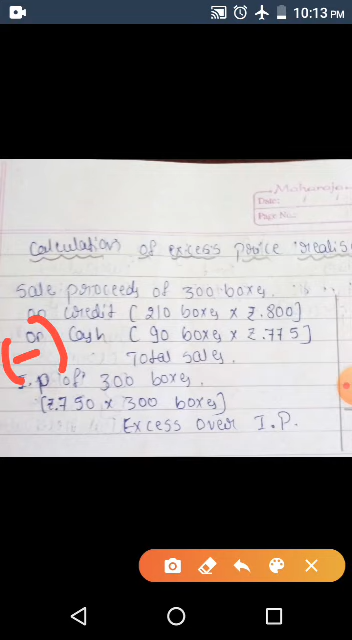 10:13 PM
Maharaja
Date:
Page No.:
calculation of excess price realis
Sale proceeds of 300 boxes.
on credit [210 boxes x ₹.800]
on cash [90 boxes x ₹.775]
Total sales.
I.P of 300 boxes.
[₹.750 x 300 boxes]
Excess over I.P.